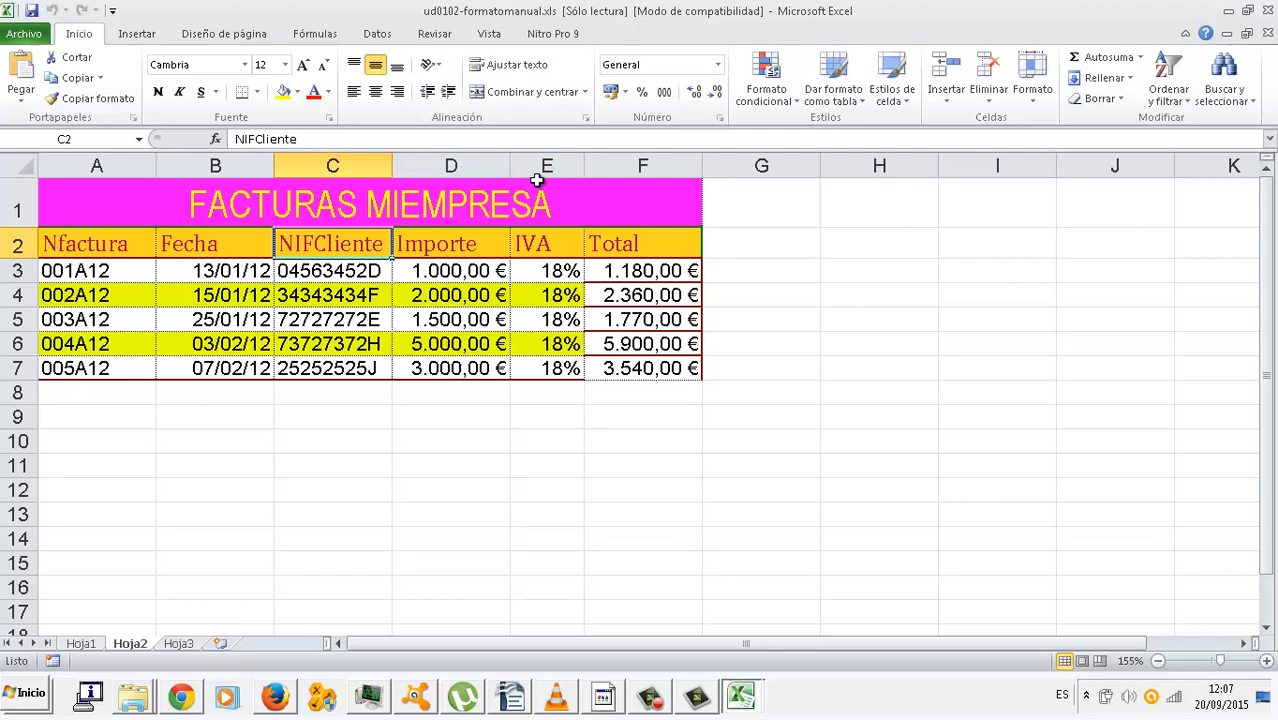 ud0102-formatomanual.xls [Sólo lectura] [Modo de compatibilidad] - Microsoft Excel
Archivo Inicio Insertar Diseño de página Fórmulas Datos Revisar Vista Nitro Pro 9
Pegar Cortar Copiar Copiar formato
Portapapeles
Cambria 12
N K S A
Fuente
Ajustar texto
Combinar y centrar
Alineación
General
% 000
Número
Formato condicional Dar formato como tabla Estilos de celda
Estilos
Insertar Eliminar Formato
Celdas
Σ Autosuma
Rellenar
Borrar
Ordenar y filtrar Buscar y seleccionar
Modificar
C2 fx NIFCliente
A B C D E F G H I J K
1 FACTURAS MIEMPRESA
2 Nfactura Fecha NIFCliente Importe IVA Total
3 001A12 13/01/12 04563452D 1.000,00 € 18% 1.180,00 €
4 002A12 15/01/12 34343434F 2.000,00 € 18% 2.360,00 €
5 003A12 25/01/12 72727272E 1.500,00 € 18% 1.770,00 €
6 004A12 03/02/12 73727372H 5.000,00 € 18% 5.900,00 €
7 005A12 07/02/12 25252525J 3.000,00 € 18% 3.540,00 €
8
9
10
11
12
13
14
15
16
17
18
Hoja1 Hoja2 Hoja3
Listo 155%
Inicio ES 12:07
20/09/2015